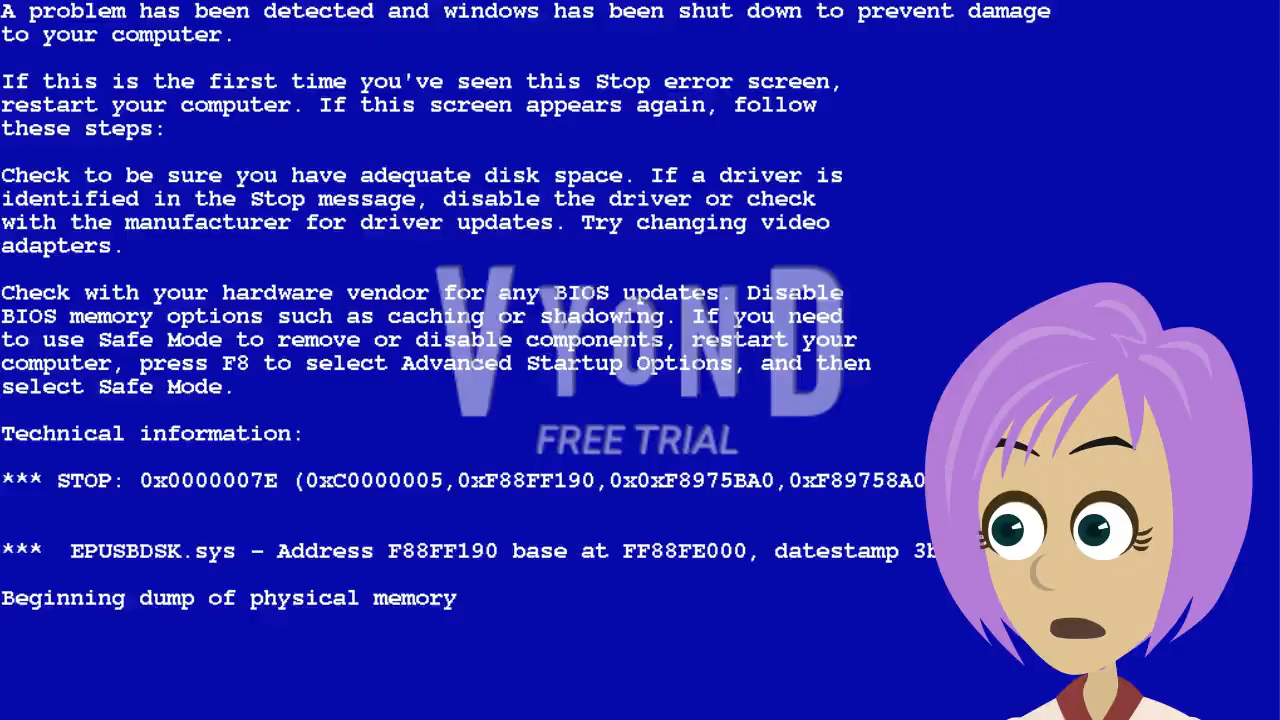 A problem has been detected and windows has been shut down to prevent damage
to your computer.
If this is the first time you've seen this Stop error screen,
restart your computer. If this screen appears again, follow
these steps:
Check to be sure you have adequate disk space. If a driver is
identified in the Stop message, disable the driver or check
with the manufacturer for driver updates. Try changing video
adapters.
Check with your hardware vendor for any BIOS updates. Disable
BIOS memory options such as caching or shadowing. If you need
to use Safe Mode to remove or disable components, restart your
computer, press F8 to select Advanced Startup Options, and then
select Safe Mode.
VYOND
FREE TRIAL
Technical information:
*** STOP: 0x0000007E (0xC0000005,0xF88FF190,0x0xF8975BA0,0xF89758A0
*** EPUSBDSK.sys - Address F88FF190 base at FF88FE000, datestamp 3b
Beginning dump of physical memory